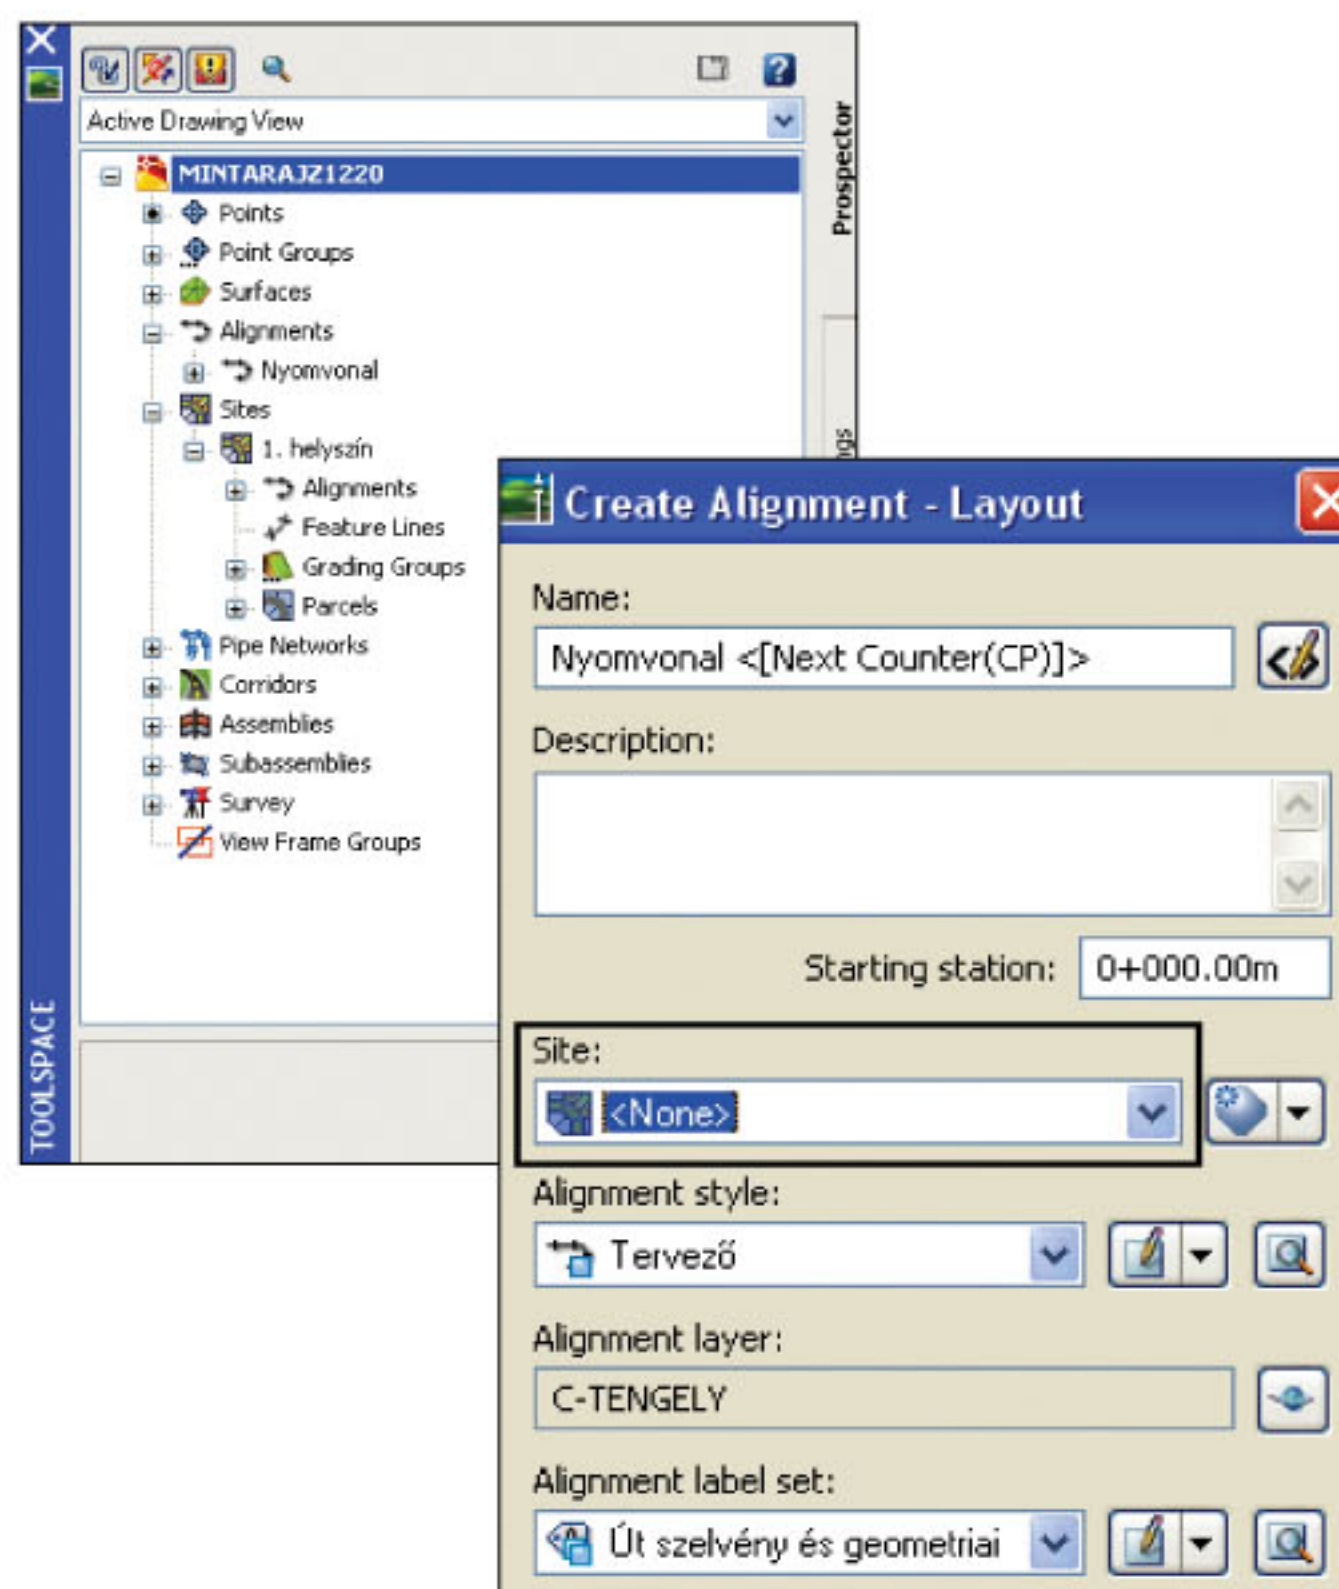 Active Drawing View
MINTARAJZ1220
Points
Point Groups
Surfaces
Alignments
Nyomvonal
Sites
1. helyszín
Alignments
Feature Lines
Grading Groups
Parcels
Pipe Networks
Corridors
Assemblies
Subassemblies
Survey
View Frame Groups
Prospector
ngs
TOOLSPACE
Create Alignment - Layout
Name:
Nyomvonal <[Next Counter(CP)]>
Description:
Starting station: 0+000.00m
Site:
<None>
Alignment style:
Tervező
Alignment layer:
C-TENGELY
Alignment label set:
Út szelvény és geometriai